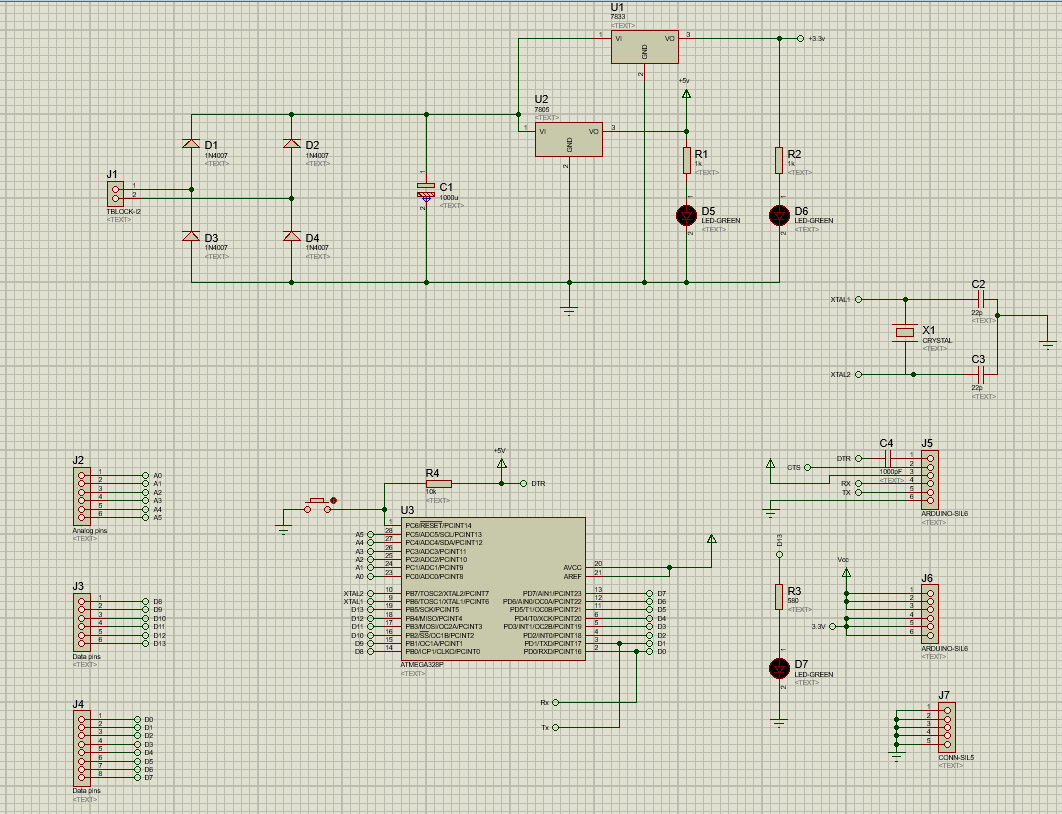 U1
7833
<TEXT>
1
VI
VO
3
GND
2
+3.3v
+5v
U2
7805
<TEXT>
1
VI
VO
3
GND
2
D1
1N4007
<TEXT>
D2
1N4007
<TEXT>
R1
1k
<TEXT>
R2
1k
<TEXT>
J1
1
2
TBLOCK-I2
<TEXT>
1
C1
1000u
<TEXT>
2
1
D5
LED-GREEN
<TEXT>
2
1
D6
LED-GREEN
<TEXT>
2
D3
1N4007
<TEXT>
D4
1N4007
<TEXT>
XTAL1
C2
22p
<TEXT>
X1
CRYSTAL
<TEXT>
XTAL2
C3
22p
<TEXT>
J2
1
2
3
4
5
6
A0
A1
A2
A3
A4
A5
Analog pins
<TEXT>
R4
10k
<TEXT>
+5V
DTR
DTR
C4
1000pF
<TEXT>
CTS
RX
TX
J5
1
2
3
4
5
6
ARDUINO-SIL6
<TEXT>
U3
1 PC6/RESET/PCINT14
A5 28 PC5/ADC5/SCL/PCINT13
A4 27 PC4/ADC4/SDA/PCINT12
A3 26 PC3/ADC3/PCINT11
A2 25 PC2/ADC2/PCINT10
A1 24 PC1/ADC1/PCINT9
A0 23 PC0/ADC0/PCINT8
XTAL2 10 PB7/TOSC2/XTAL2/PCINT7
XTAL1 9 PB6/TOSC1/XTAL1/PCINT6
D13 19 PB5/SCK/PCINT5
D12 18 PB4/MISO/PCINT4
D11 17 PB3/MOSI/OC2A/PCINT3
D10 16 PB2/SS/OC1B/PCINT2
D9 15 PB1/OC1A/PCINT1
D8 14 PB0/ICP1/CLKO/PCINT0
AVCC 20
AREF 21
PD7/AIN1/PCINT23 13 D7
PD6/AIN0/OC0A/PCINT22 12 D6
PD5/T1/OC0B/PCINT21 11 D5
PD4/T0/XCK/PCINT20 6 D4
PD3/INT1/OC2B/PCINT19 5 D3
PD2/INT0/PCINT18 4 D2
PD1/TXD/PCINT17 3 D1
PD0/RXD/PCINT16 2 D0
ATMEGA328P
<TEXT>
Rx
Tx
D13
R3
580
<TEXT>
1
D7
LED-GREEN
<TEXT>
2
Vcc
3.3V
J6
1
2
3
4
5
6
ARDUINO-SIL6
<TEXT>
J3
1
2
3
4
5
6
D8
D9
D10
D11
D12
D13
Data pins
<TEXT>
J4
1
2
3
4
5
6
7
8
D0
D1
D2
D3
D4
D5
D6
D7
Data pins
<TEXT>
J7
1
2
3
4
5
CONN-SIL5
<TEXT>